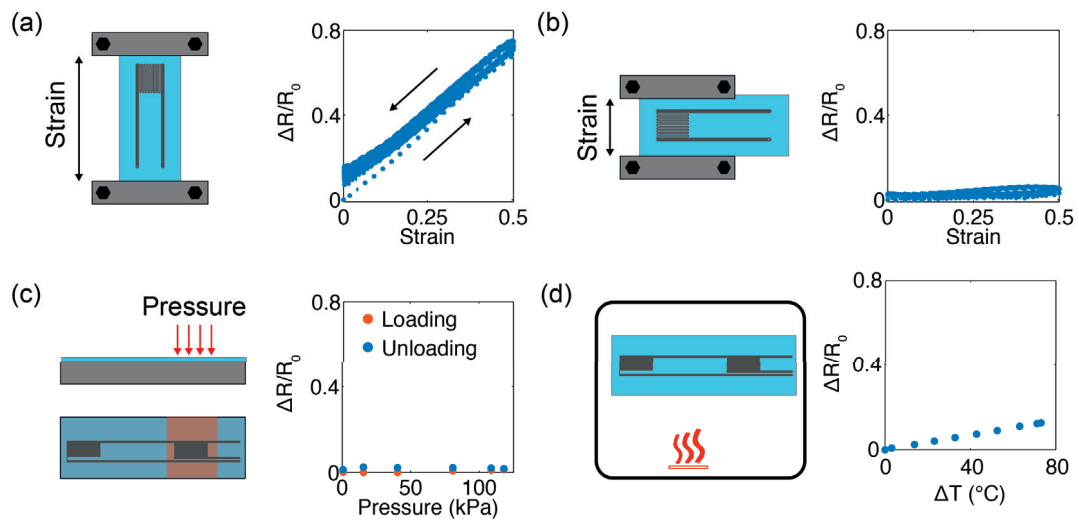 (a)
Strain
ΔR/R0
0.8
0.4
0
0
0.25
0.5
Strain
(b)
Strain
ΔR/R0
0.8
0.4
0
0
0.25
0.5
Strain
(c)
Pressure
ΔR/R0
0.8
0.4
0
Loading
Unloading
0
50
100
Pressure (kPa)
(d)
ΔR/R0
0.8
0.4
0
0
40
80
ΔT (°C)